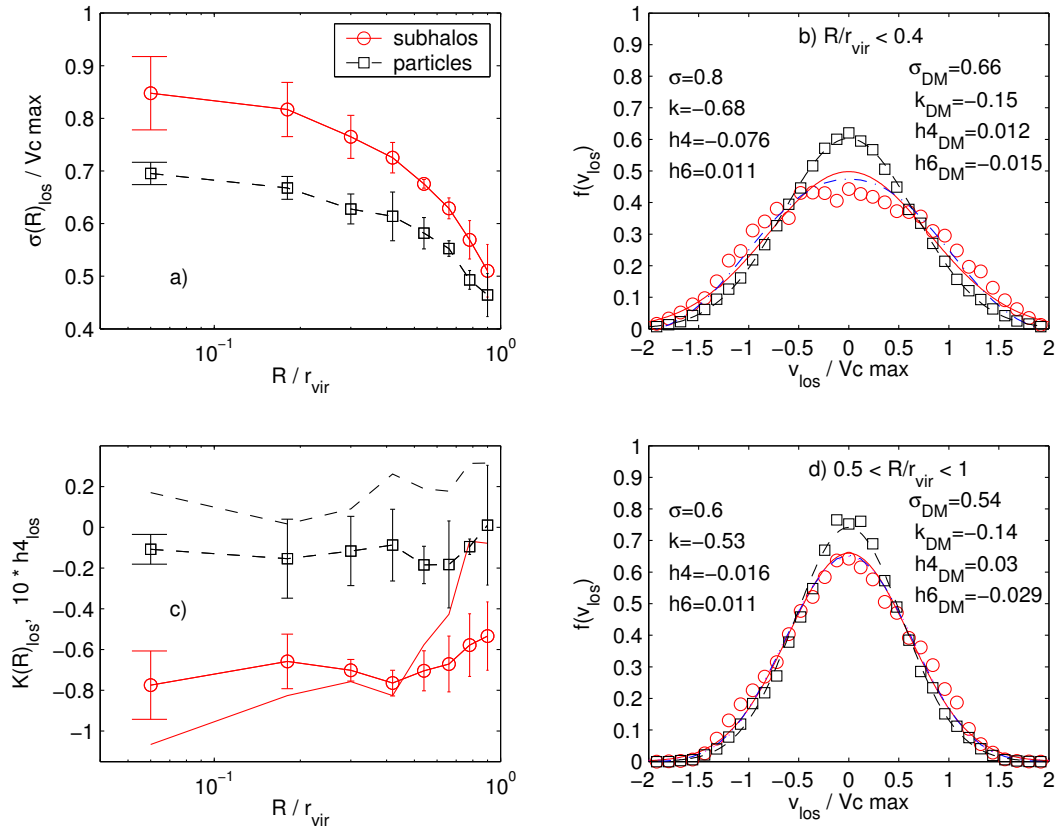 subhalos
particles
1
0.9
0.8
0.7
0.6
0.5
0.4
σ(R)los / Vc max
a)
10−1
100
R / rvir
b) R/rvir < 0.4
σ=0.8
k=−0.68
h4=−0.076
h6=0.011
σDM=0.66
kDM=−0.15
h4DM=0.012
h6DM=−0.015
1
0.9
0.8
0.7
0.6
0.5
0.4
0.3
0.2
0.1
0
f(vlos)
−2 −1.5 −1 −0.5 0 0.5 1 1.5 2
vlos / Vc max
0.2
0
−0.2
−0.4
−0.6
−0.8
−1
K(R)los, 10 * h4los
c)
10−1
100
R / rvir
d) 0.5 < R/rvir < 1
σ=0.6
k=−0.53
h4=−0.016
h6=0.011
σDM=0.54
kDM=−0.14
h4DM=0.03
h6DM=−0.029
1
0.9
0.8
0.7
0.6
0.5
0.4
0.3
0.2
0.1
0
f(vlos)
−2 −1.5 −1 −0.5 0 0.5 1 1.5 2
vlos / Vc max